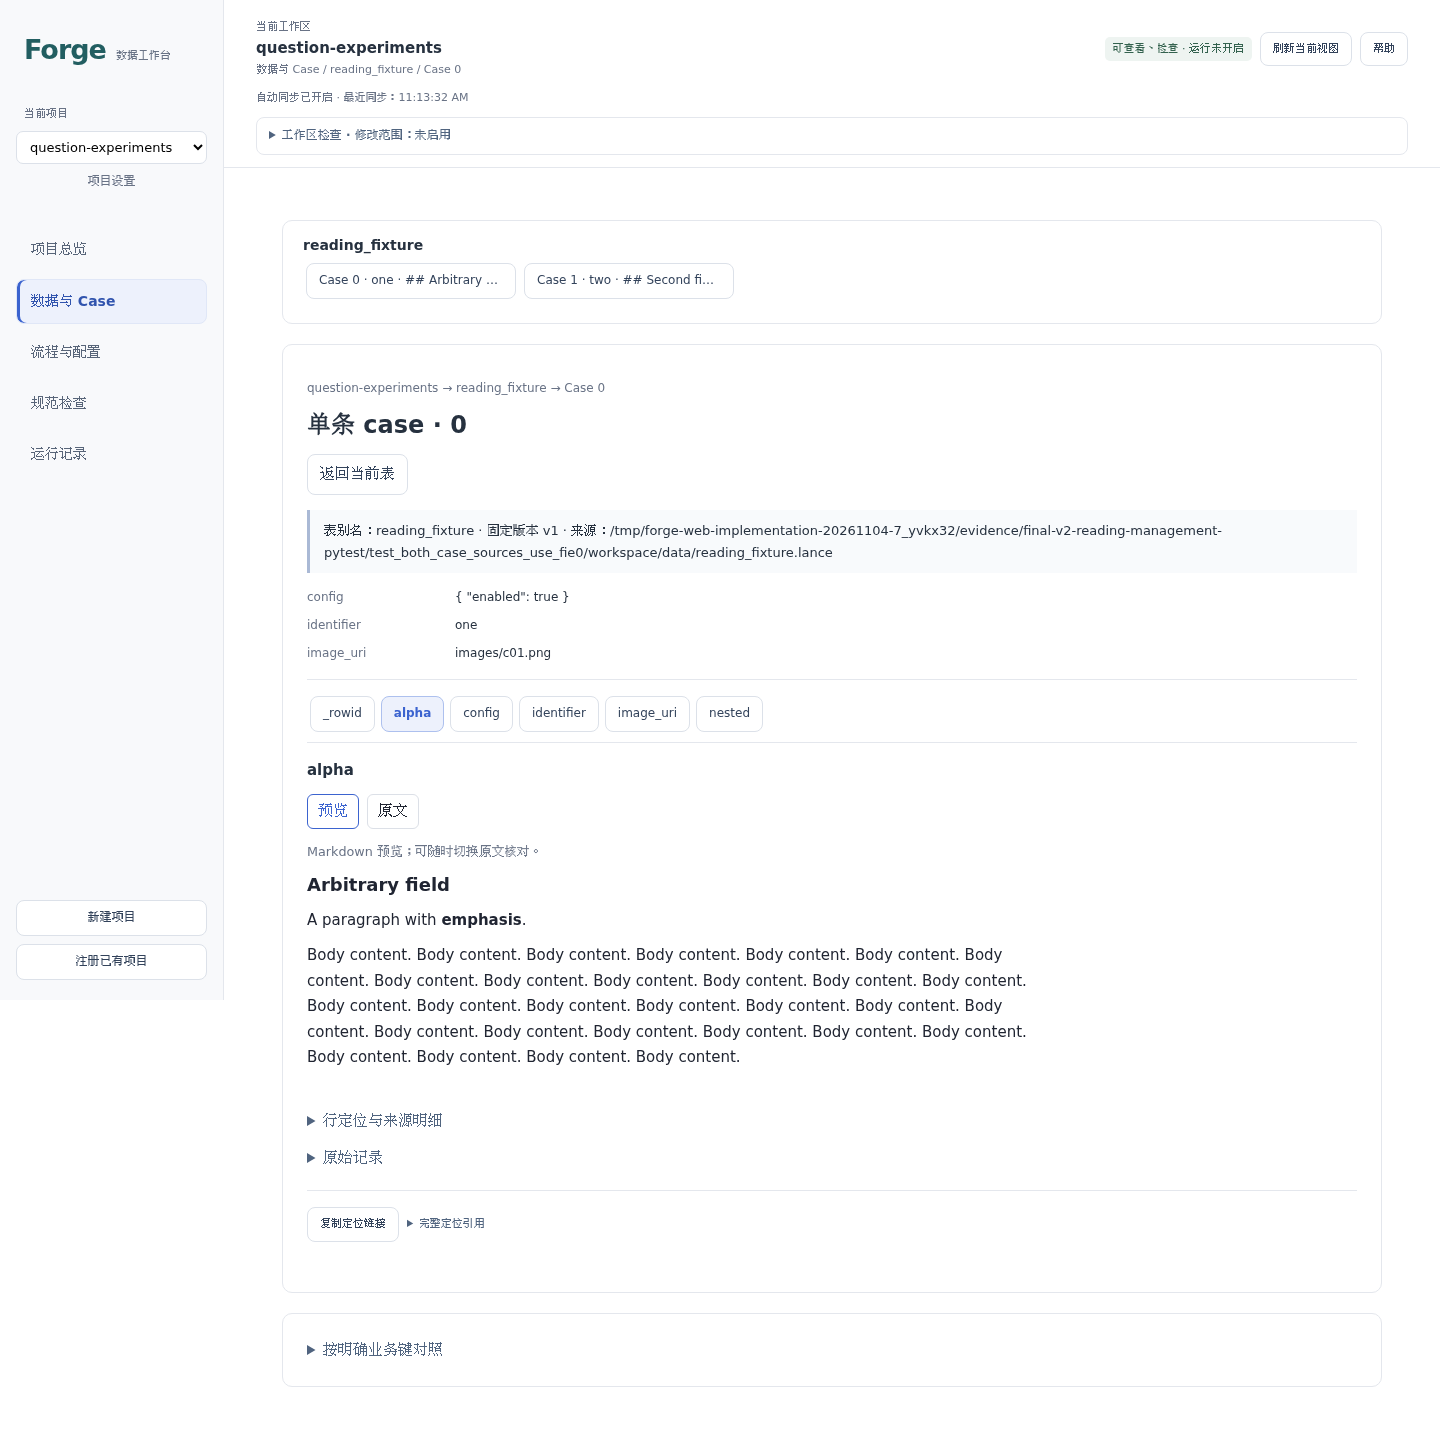 Forge 数据工作台
当前项目
question-experiments
项目设置
项目总览
数据与 Case
流程与配置
规范检查
运行记录
新建项目
注册已有项目
当前工作区
question-experiments
数据与 Case / reading_fixture / Case 0
自动同步已开启 · 最近同步：11:13:32 AM
可查看、检查 · 运行未开启
刷新当前视图
帮助
▶ 工作区检查 · 修改范围：未启用
reading_fixture
Case 0 · one · ## Arbitrary …
Case 1 · two · ## Second fi…
question-experiments → reading_fixture → Case 0
单条 case · 0
返回当前表
表别名：reading_fixture · 固定版本 v1 · 来源：/tmp/forge-web-implementation-20261104-7_yvkx32/evidence/final-v2-reading-management-
pytest/test_both_case_sources_use_fie0/workspace/data/reading_fixture.lance
config { "enabled": true }
identifier one
image_uri images/c01.png
_rowid alpha config identifier image_uri nested
alpha
预览 原文
Markdown 预览；可随时切换原文核对。
Arbitrary field
A paragraph with emphasis.
Body content. Body content. Body content. Body content. Body content. Body content. Body
content. Body content. Body content. Body content. Body content. Body content. Body content.
Body content. Body content. Body content. Body content. Body content. Body content. Body
content. Body content. Body content. Body content. Body content. Body content. Body content.
Body content. Body content. Body content. Body content.
▶ 行定位与来源明细
▶ 原始记录
复制定位链接 ▶ 完整定位引用
▶ 按明确业务键对照